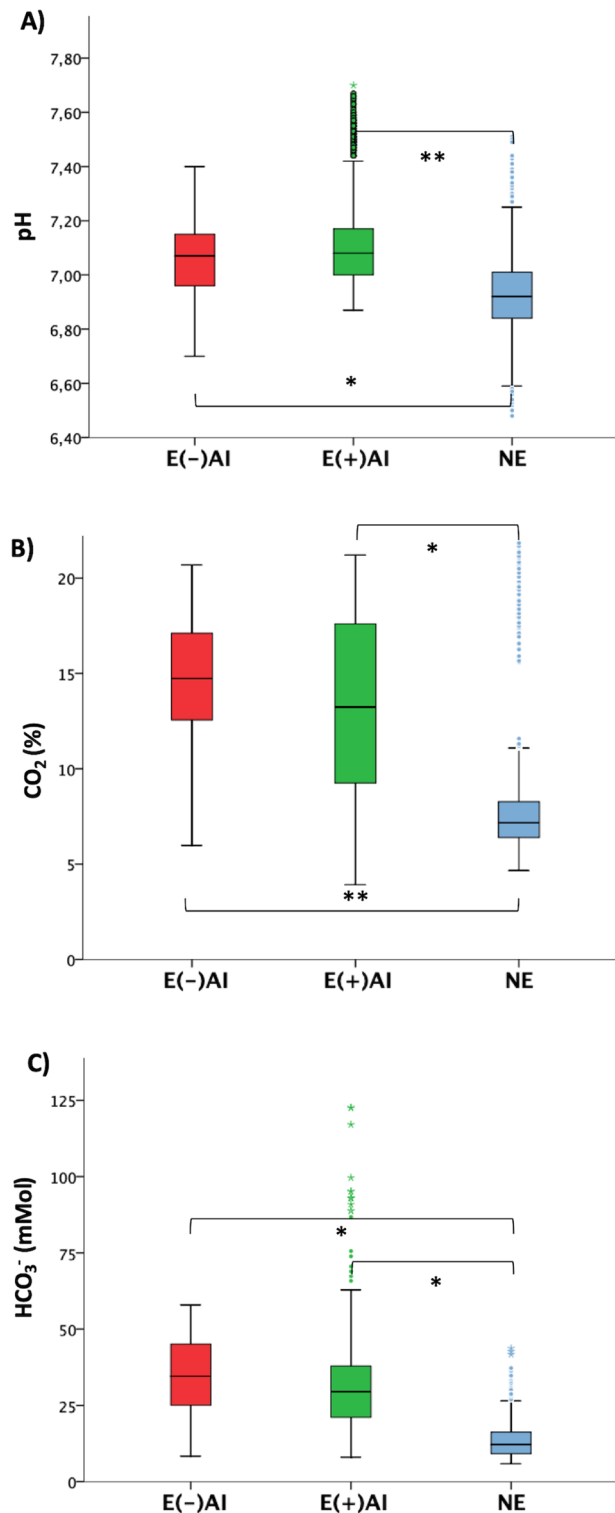 A)
pH
7,80
7,60
7,40
7,20
7,00
6,80
6,60
6,40
**
*
E(−)AI E(+)AI NE
B)
CO₂ (%)
20
15
10
5
0
*
**
E(−)AI E(+)AI NE
C)
HCO₃⁻ (mMol)
125
100
75
50
25
0
*
*
E(−)AI E(+)AI NE